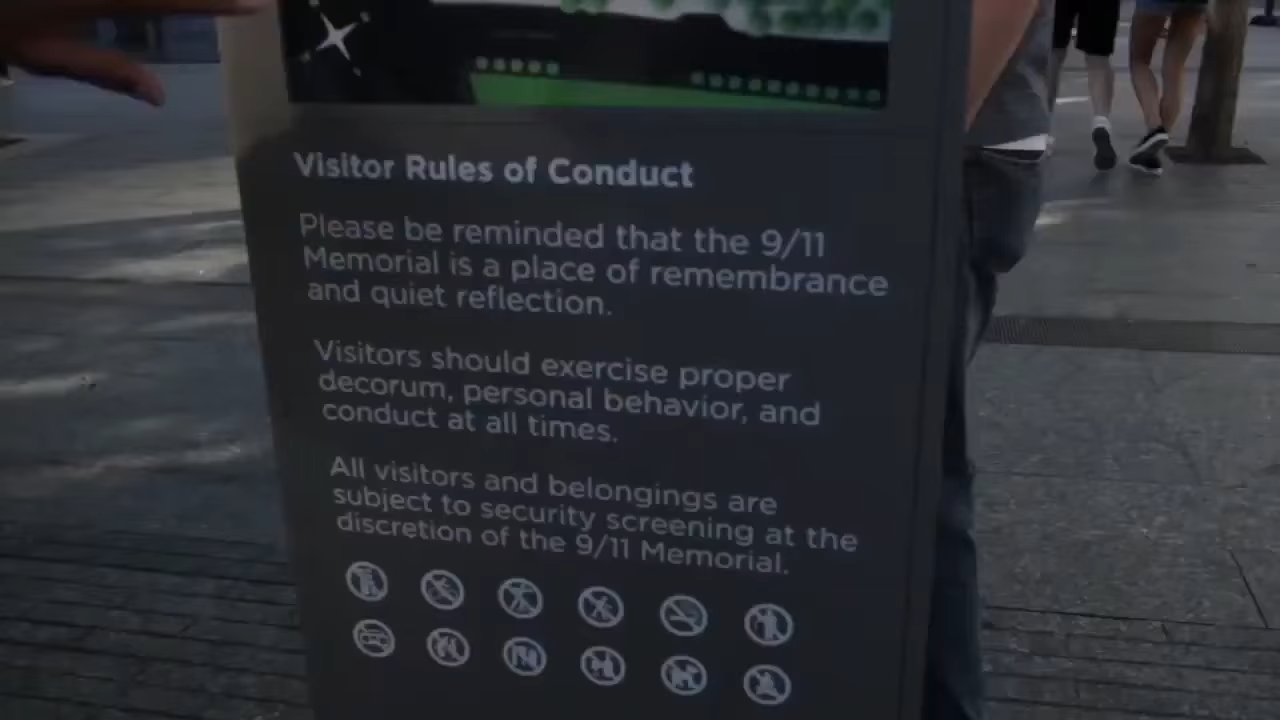 Visitor Rules of Conduct
Please be reminded that the 9/11
Memorial is a place of remembrance
and quiet reflection.
Visitors should exercise proper
decorum, personal behavior, and
conduct at all times.
All visitors and belongings are
subject to security screening at the
discretion of the 9/11 Memorial.